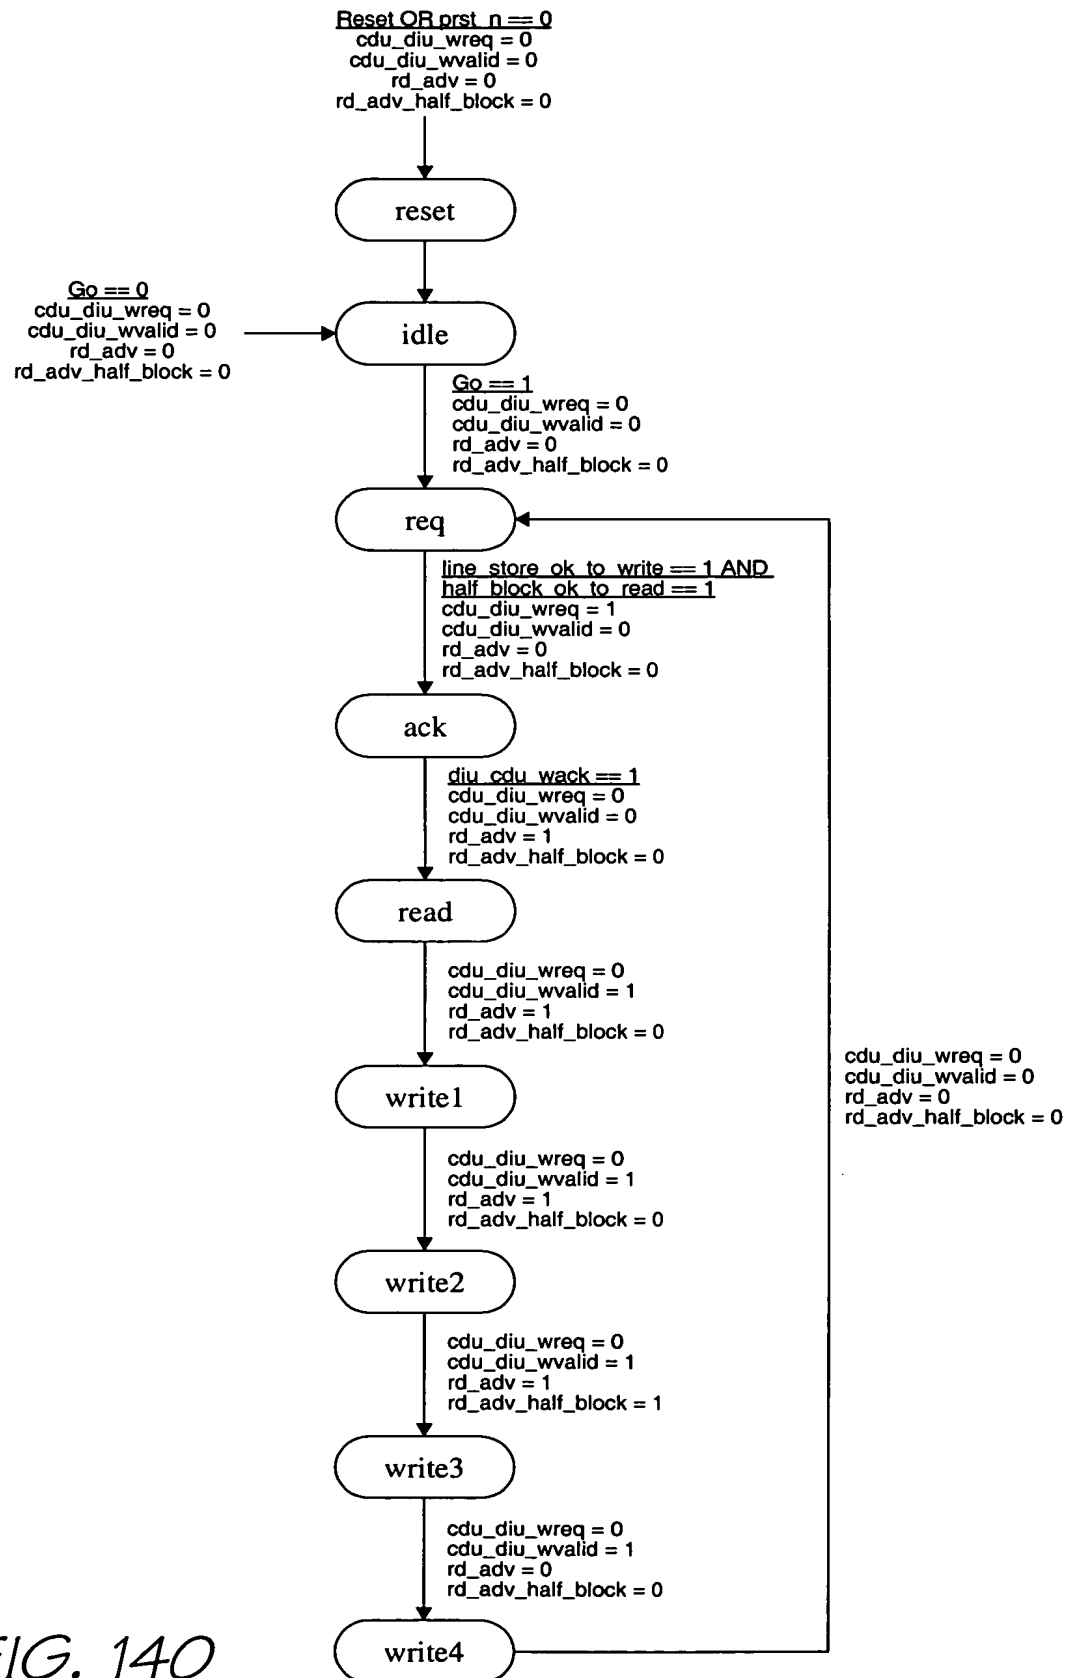 Reset OR prst_n == 0
cdu_diu_wreq = 0
cdu_diu_wvalid = 0
rd_adv = 0
rd_adv_half_block = 0
reset
Go == 0
cdu_diu_wreq = 0
cdu_diu_wvalid = 0
rd_adv = 0
rd_adv_half_block = 0
idle
Go == 1
cdu_diu_wreq = 0
cdu_diu_wvalid = 0
rd_adv = 0
rd_adv_half_block = 0
req
line_store_ok_to_write == 1 AND
half_block_ok_to_read == 1
cdu_diu_wreq = 1
cdu_diu_wvalid = 0
rd_adv = 0
rd_adv_half_block = 0
ack
diu_cdu_wack == 1
cdu_diu_wreq = 0
cdu_diu_wvalid = 0
rd_adv = 1
rd_adv_half_block = 0
read
cdu_diu_wreq = 0
cdu_diu_wvalid = 1
rd_adv = 1
rd_adv_half_block = 0
cdu_diu_wreq = 0
cdu_diu_wvalid = 0
rd_adv = 0
rd_adv_half_block = 0
write1
cdu_diu_wreq = 0
cdu_diu_wvalid = 1
rd_adv = 1
rd_adv_half_block = 0
write2
cdu_diu_wreq = 0
cdu_diu_wvalid = 1
rd_adv = 1
rd_adv_half_block = 1
write3
cdu_diu_wreq = 0
cdu_diu_wvalid = 1
rd_adv = 0
rd_adv_half_block = 0
write4
FIG. 140